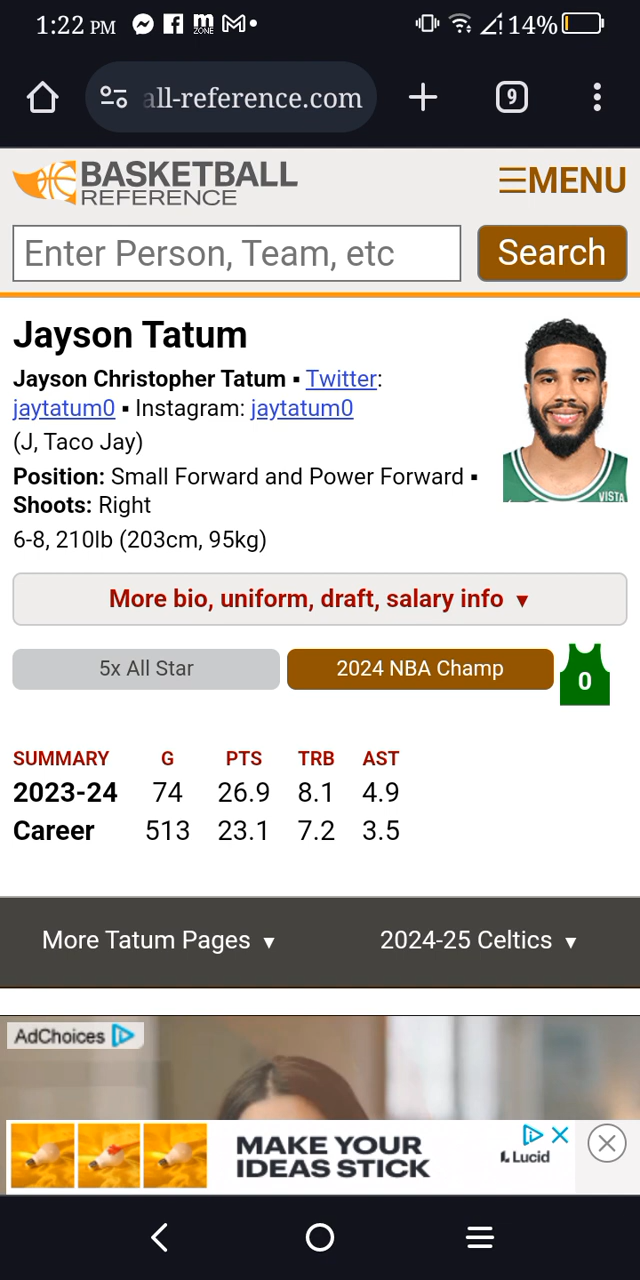 1:22 PM m ZONE 14%
all-reference.com 9
BASKETBALL
REFERENCE
MENU
Enter Person, Team, etc
Search
Jayson Tatum
Jayson Christopher Tatum ▪ Twitter:
jaytatum0 ▪ Instagram: jaytatum0
(J, Taco Jay)
Position: Small Forward and Power Forward ▪
Shoots: Right
6-8, 210lb (203cm, 95kg)
VISTA
More bio, uniform, draft, salary info ▼
5x All Star
2024 NBA Champ
0
SUMMARY G PTS TRB AST
2023-24 74 26.9 8.1 4.9
Career 513 23.1 7.2 3.5
More Tatum Pages ▼
2024-25 Celtics ▼
AdChoices
MAKE YOUR
IDEAS STICK
Lucid